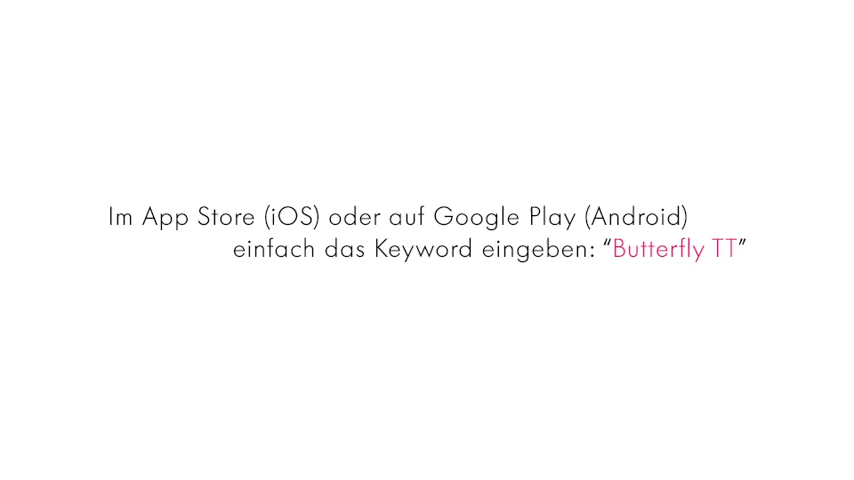 Im App Store (iOS) oder auf Google Play (Android)
einfach das Keyword eingeben: “Butterfly TT”